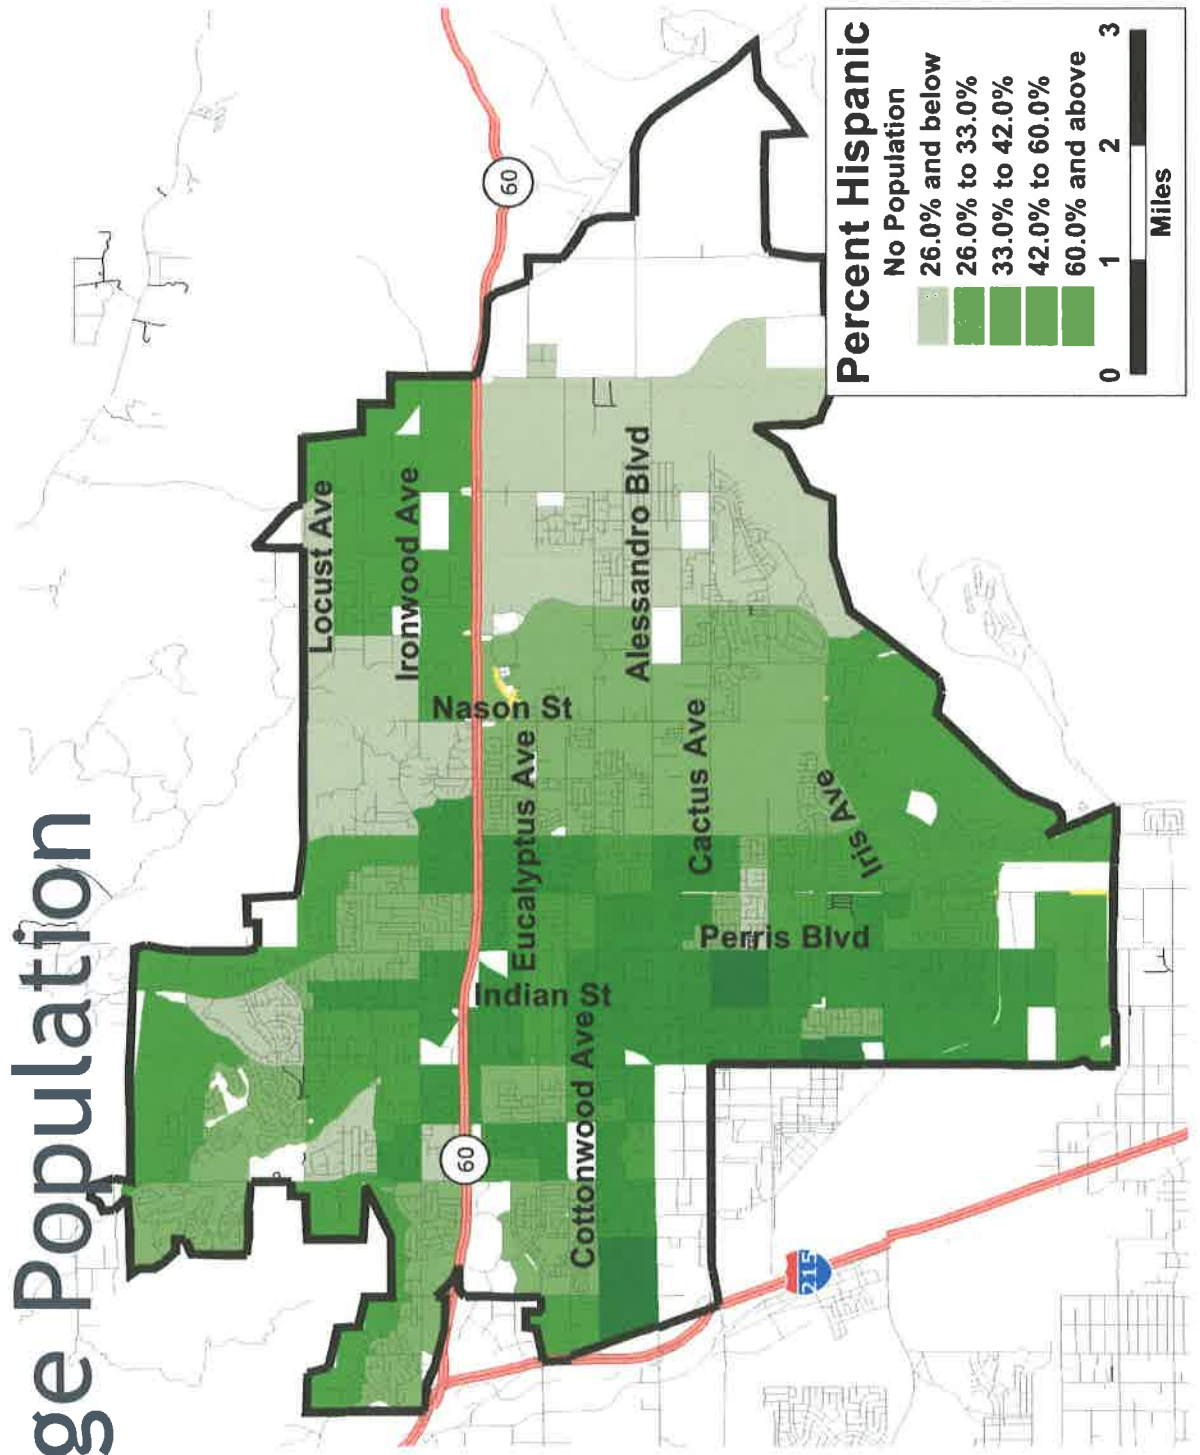 ge Population
60
Locust Ave
Ironwood Ave
Nason St
Eucalyptus Ave
Alessandro Blvd
Cactus Ave
Iris Ave
Perris Blvd
Indian St
Cottonwood Ave
60
215
Percent Hispanic
No Population
26.0% and below
26.0% to 33.0%
33.0% to 42.0%
42.0% to 60.0%
60.0% and above
0 1 2 3
Miles